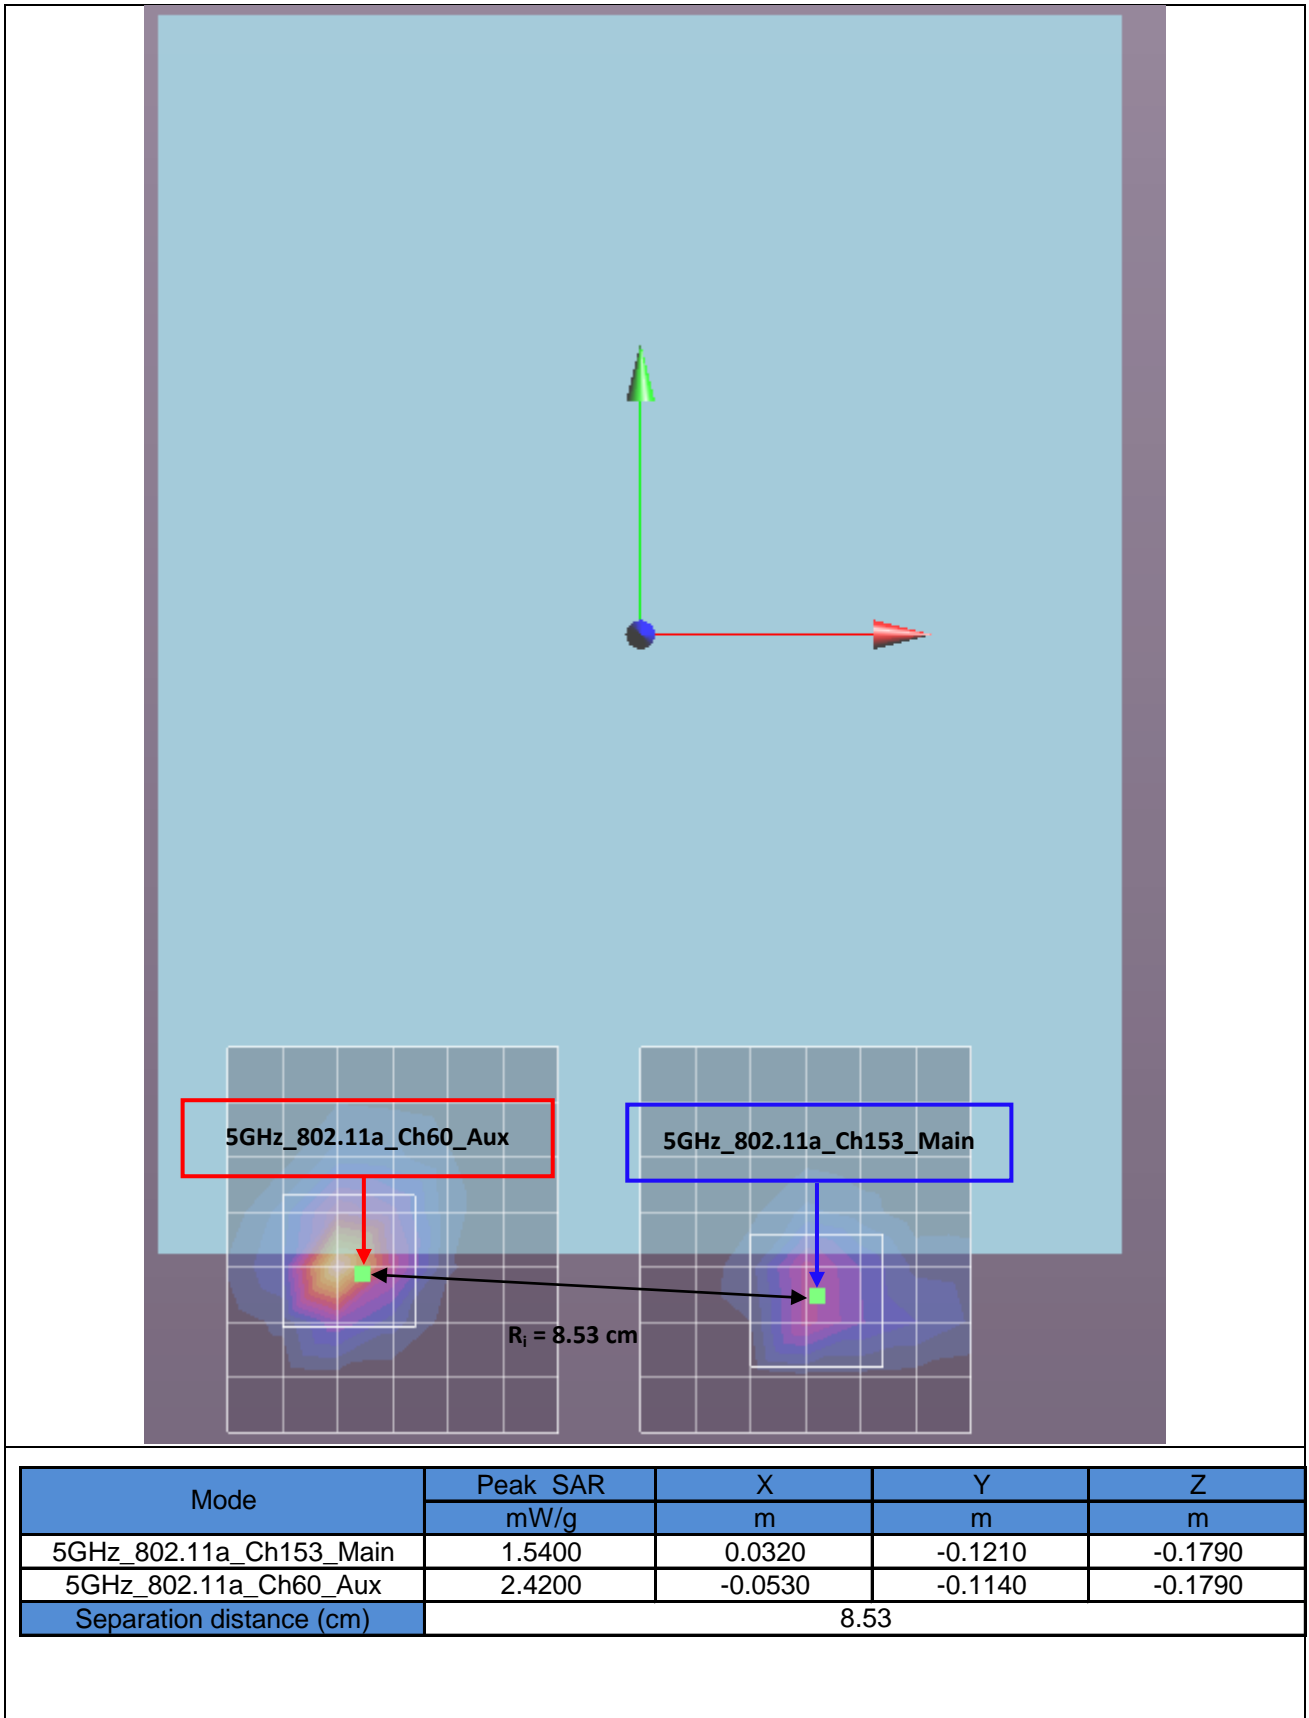 5GHz_802.11a_Ch60_Aux
5GHz_802.11a_Ch153_Main
Ri = 8.53 cm
Mode Peak SAR X Y Z
mW/g m m m
5GHz_802.11a_Ch153_Main 1.5400 0.0320 -0.1210 -0.1790
5GHz_802.11a_Ch60_Aux 2.4200 -0.0530 -0.1140 -0.1790
Separation distance (cm) 8.53